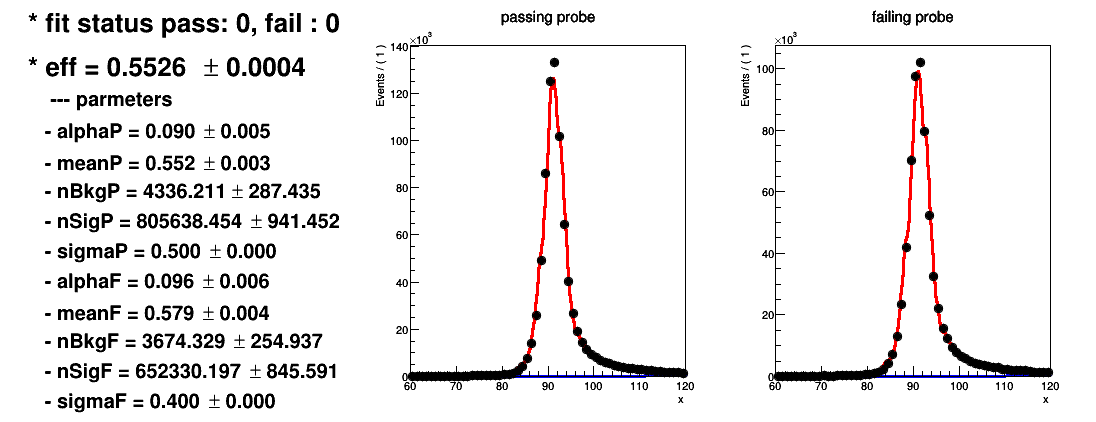 * fit status pass: 0, fail : 0
* eff = 0.5526 ± 0.0004
--- parmeters
- alphaP = 0.090 ± 0.005
- meanP = 0.552 ± 0.003
- nBkgP = 4336.211 ± 287.435
- nSigP = 805638.454 ± 941.452
- sigmaP = 0.500 ± 0.000
- alphaF = 0.096 ± 0.006
- meanF = 0.579 ± 0.004
- nBkgF = 3674.329 ± 254.937
- nSigF = 652330.197 ± 845.591
- sigmaF = 0.400 ± 0.000
passing probe
×10³
Events / ( 1 )
140
120
100
80
60
40
20
0
60 70 80 90 100 110 120
x
failing probe
×10³
Events / ( 1 )
100
80
60
40
20
0
60 70 80 90 100 110 120
x